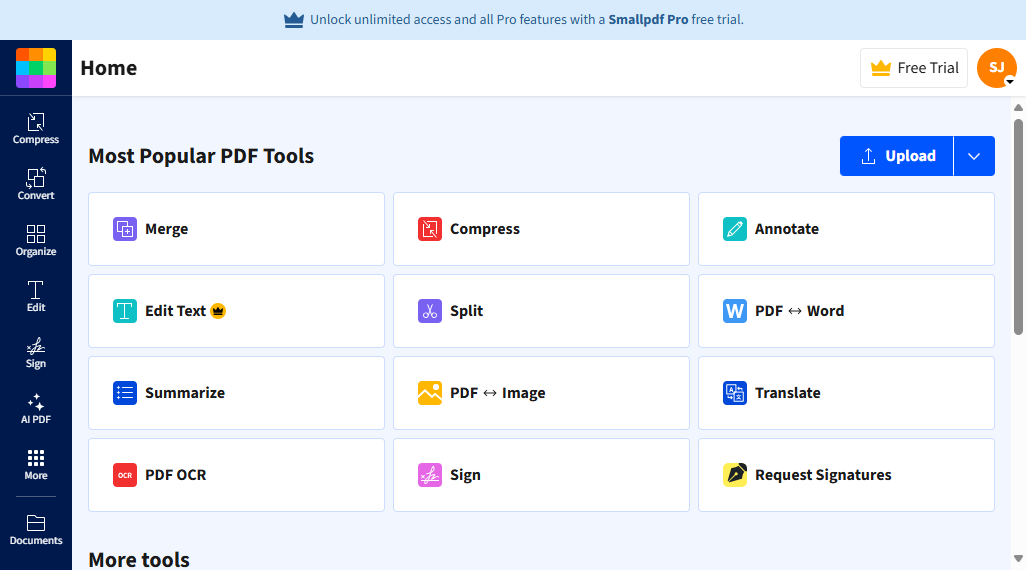 Unlock unlimited access and all Pro features with a Smallpdf Pro free trial.
Home
Free Trial
SJ
Compress
Convert
Organize
Edit
Sign
AI PDF
More
Documents
Most Popular PDF Tools
Upload
Merge
Compress
Annotate
Edit Text
Split
W PDF ↔ Word
Summarize
PDF ↔ Image
Translate
OCR PDF OCR
Sign
Request Signatures
More tools